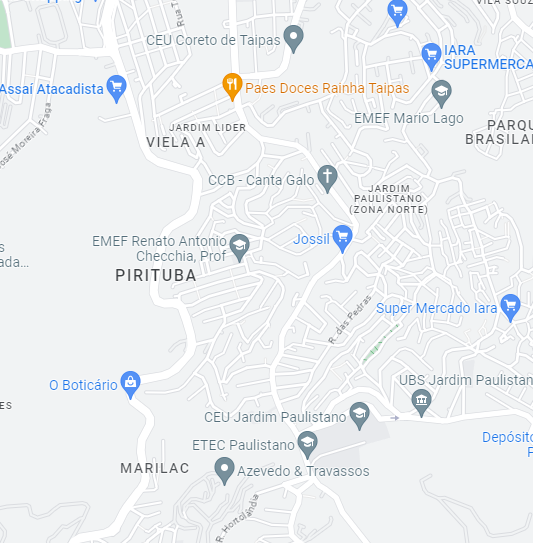 VILA SOUZ
Rua T
CEU Coreto de Taipas
IARA
SUPERMERCA
Assaí Atacadista
Paes Doces Rainha Taipas
osé Moreira Fraga
EMEF Mario Lago
JARDIM LIDER
PARQU
BRASILAN
VIELA A
CCB - Canta Galo
JARDIM
PAULISTANO
(ZONA NORTE)
Jossil
EMEF Renato Antonio
Checchia, Prof
s
ada...
PIRITUBA
Super Mercado Iara
R. das Pedras
UBS Jardim Paulistan
O Boticário
ES
CEU Jardim Paulistano
ETEC Paulistano
Depósito
P
MARILAC
Azevedo & Travassos
R. Hortolândia